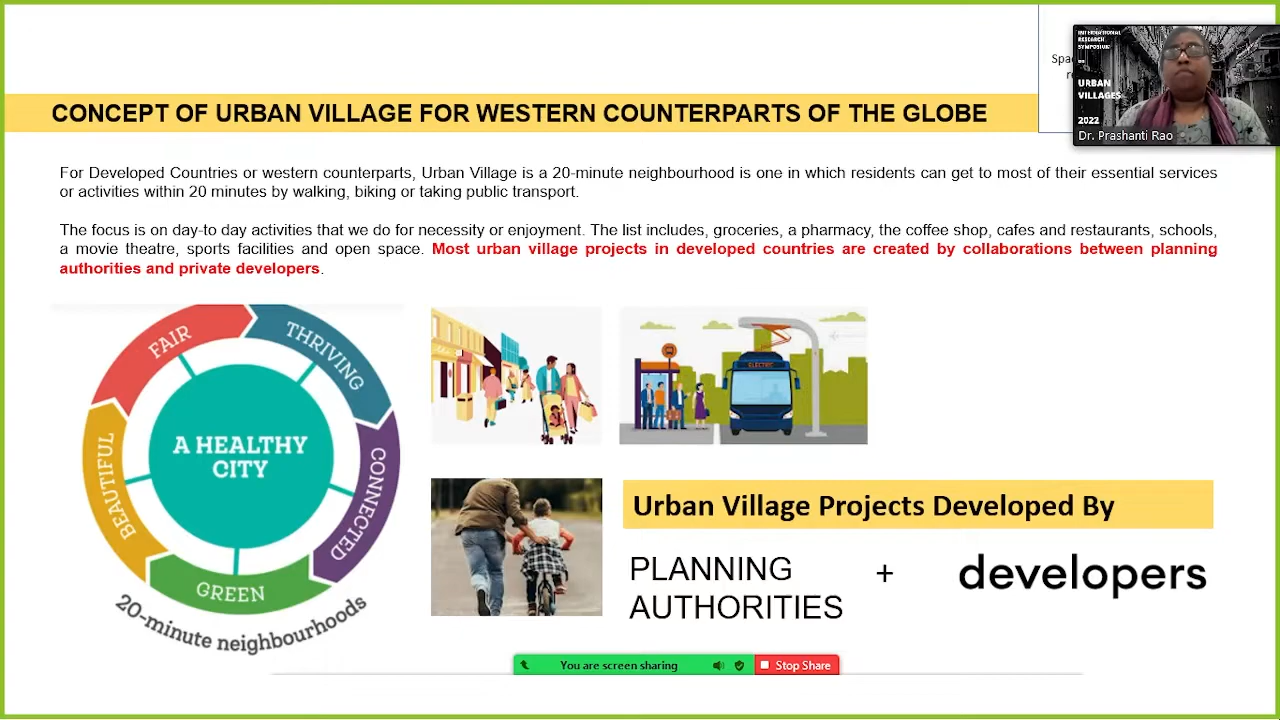 CONCEPT OF URBAN VILLAGE FOR WESTERN COUNTERPARTS OF THE GLOBE
INTERNATIONAL
RESEARCH
SYMPOSIUM
URBAN
VILLAGES
2022
Dr. Prashanti Rao
For Developed Countries or western counterparts, Urban Village is a 20-minute neighbourhood is one in which residents can get to most of their essential services
or activities within 20 minutes by walking, biking or taking public transport.
The focus is on day-to day activities that we do for necessity or enjoyment. The list includes, groceries, a pharmacy, the coffee shop, cafes and restaurants, schools,
a movie theatre, sports facilities and open space. Most urban village projects in developed countries are created by collaborations between planning
authorities and private developers.
FAIR
THRIVING
CONNECTED
GREEN
BEAUTIFUL
A HEALTHY
CITY
20-minute neighbourhoods
ELECTRIC
Urban Village Projects Developed By
PLANNING
AUTHORITIES
+
developers
You are screen sharing
Stop Share